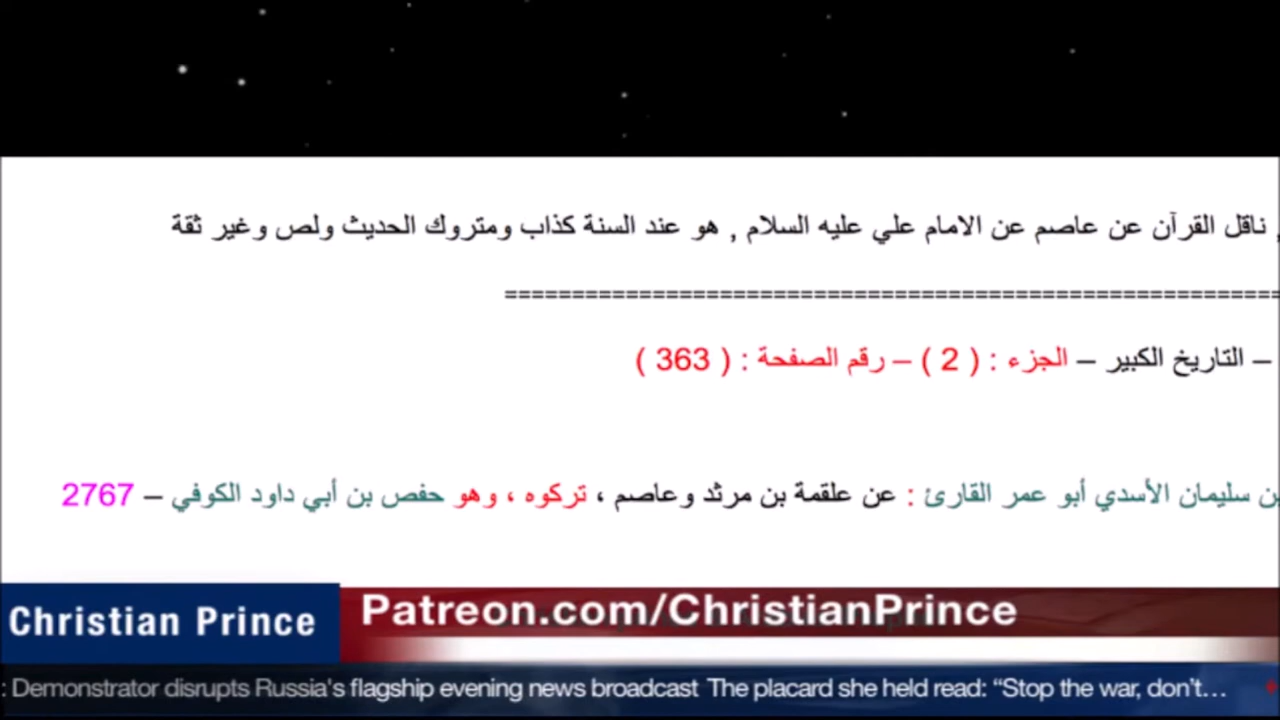 , ناقل القرآن عن عاصم عن الامام علي عليه السلام , هو عند السنة كذاب ومتروك الحديث ولص وغير ثقة
==========================================================
– التاريخ الكبير – الجزء : ( 2 ) – رقم الصفحة : ( 363 )
سليمان الأسدي أبو عمر القارئ : عن علقمة بن مرثد وعاصم ، تركوه ، وهو حفص بن أبي داود الكوفي – 2767
Christian Prince
Patreon.com/ChristianPrince
: Demonstrator disrupts Russia's flagship evening news broadcast The placard she held read: “Stop the war, don’t…